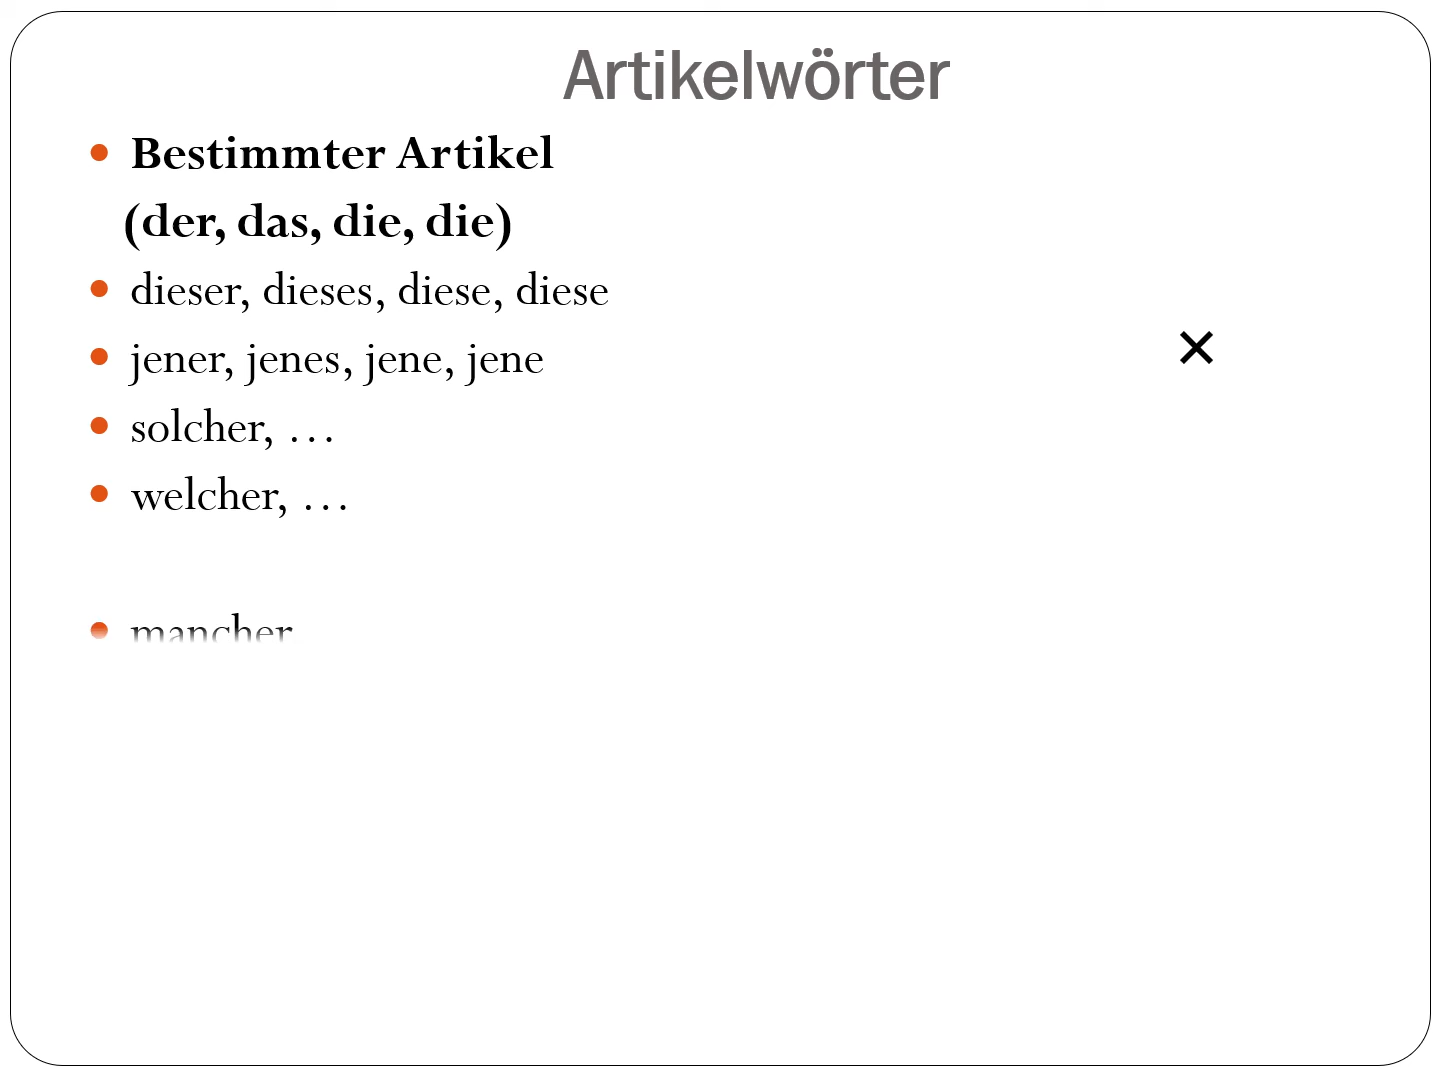 Artikelwörter
Bestimmter Artikel
(der, das, die, die)
dieser, dieses, diese, diese
jener, jenes, jene, jene
×
solcher, …
welcher, …
mancher